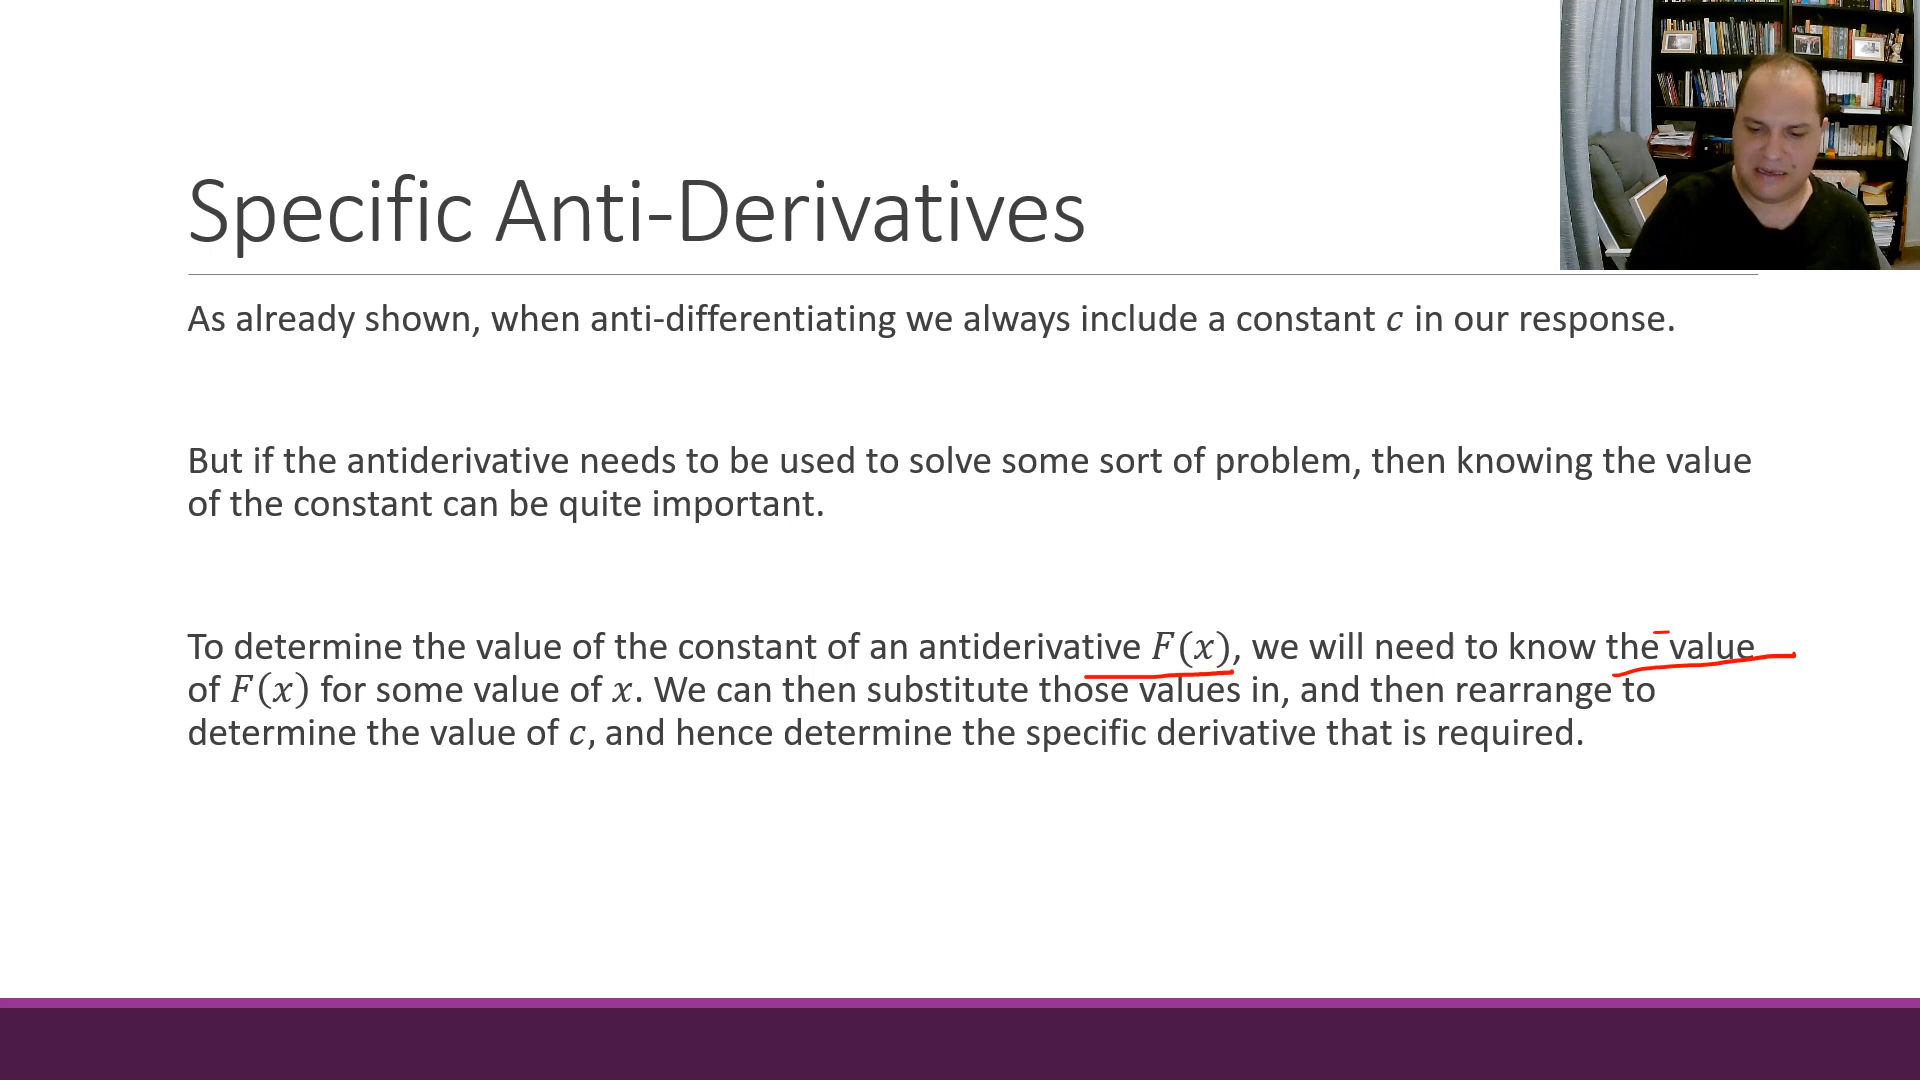 Specific Anti-Derivatives
As already shown, when anti-differentiating we always include a constant 𝑐 in our response.
But if the antiderivative needs to be used to solve some sort of problem, then knowing the value
of the constant can be quite important.
To determine the value of the constant of an antiderivative 𝐹(𝑥), we will need to know the value
of 𝐹(𝑥) for some value of 𝑥. We can then substitute those values in, and then rearrange to
determine the value of 𝑐, and hence determine the specific derivative that is required.